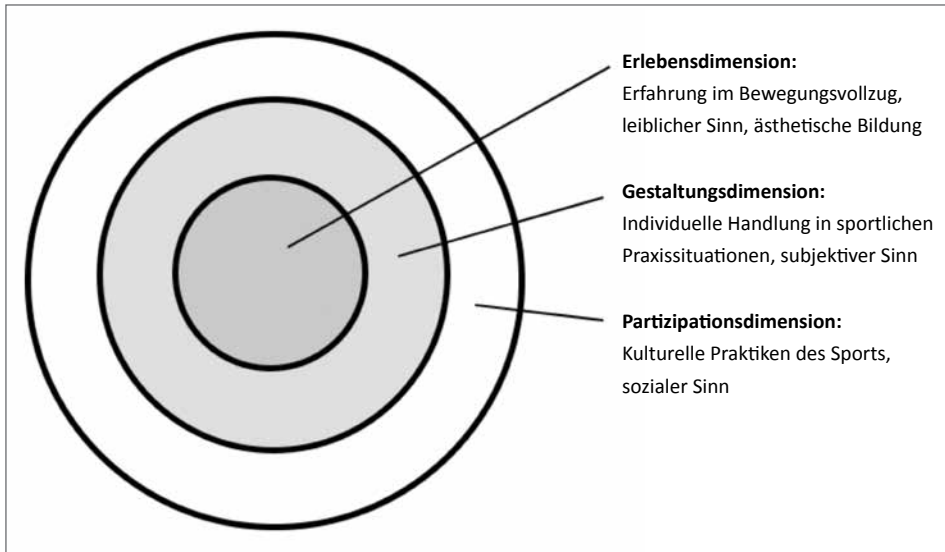 Erlebensdimension:
Erfahrung im Bewegungsvollzug,
leiblicher Sinn, ästhetische Bildung
Gestaltungsdimension:
Individuelle Handlung in sportlichen
Praxissituationen, subjektiver Sinn
Partizipationsdimension:
Kulturelle Praktiken des Sports,
sozialer Sinn